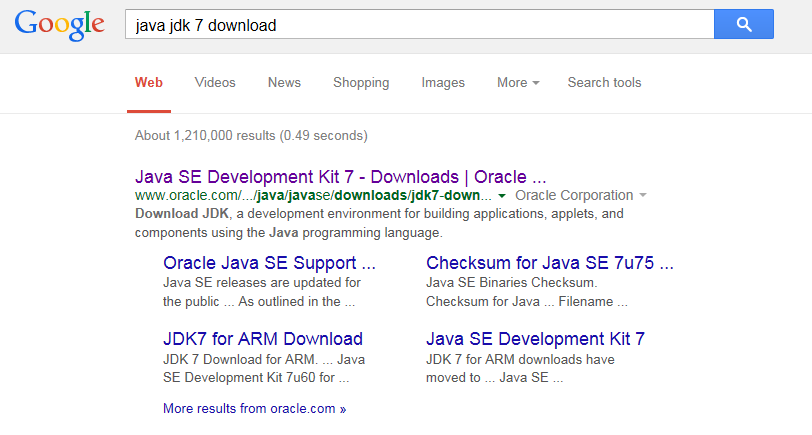 Google
java jdk 7 download
Web Videos News Shopping Images More Search tools
About 1,210,000 results (0.49 seconds)
Java SE Development Kit 7 - Downloads | Oracle ...
www.oracle.com/.../java/javase/downloads/jdk7-down... Oracle Corporation
Download JDK, a development environment for building applications, applets, and
components using the Java programming language.
Oracle Java SE Support ...
Java SE releases are updated for
the public ... As outlined in the ...
Checksum for Java SE 7u75 ...
Java SE Binaries Checksum.
Checksum for Java ... Filename ...
JDK7 for ARM Download
JDK 7 Download for ARM. ... Java
SE Development Kit 7u60 for ...
Java SE Development Kit 7
JDK 7 for ARM downloads have
moved to ... Java SE ...
More results from oracle.com »